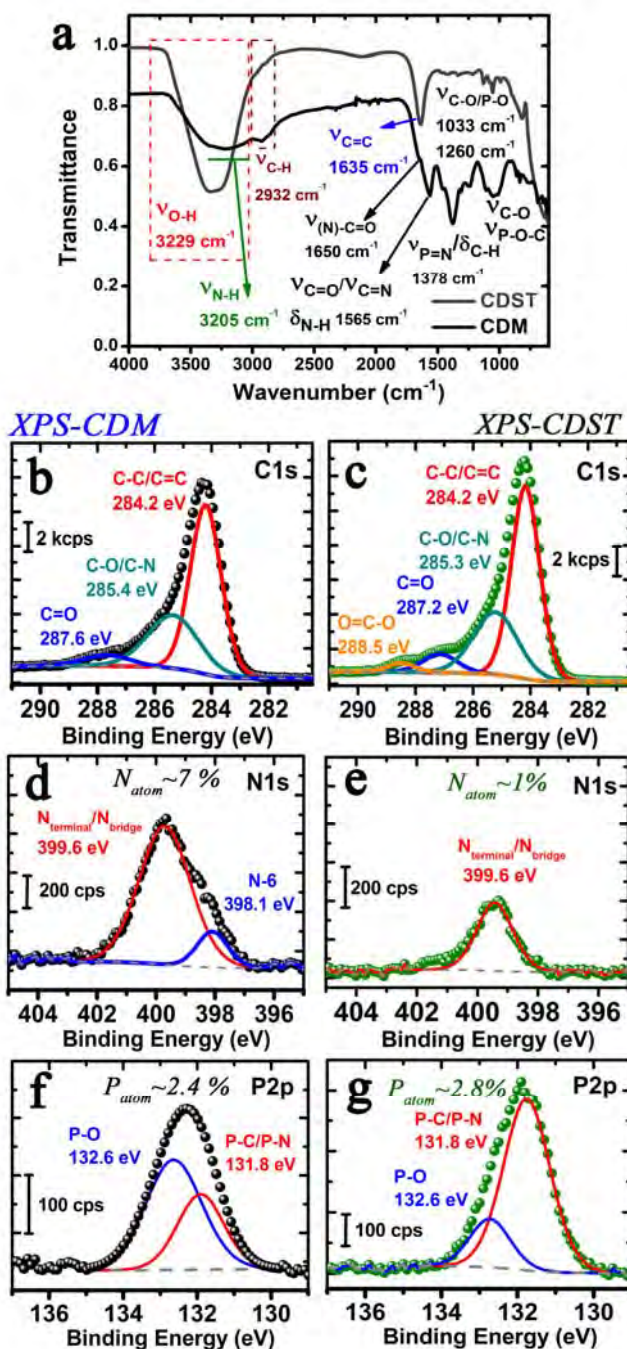 a
Transmittance
1.0
0.8
0.6
0.4
0.2
0.0
νO-H
3229 cm-1
νN-H
3205 cm-1
νC-H
2932 cm-1
νC=C
1635 cm-1
ν(N)-C=O
1650 cm-1
νC=O/νC=N
δN-H 1565 cm-1
νC-O/P-O
1033 cm-1
1260 cm-1
νP=N/δC-H
1378 cm-1
νC-O
νP-O-C
CDST
CDM
4000 3500 3000 2500 2000 1500 1000
Wavenumber (cm-1)
XPS-CDM
XPS-CDST
b
C1s
C-C/C=C
284.2 eV
2 kcps
C-O/C-N
285.4 eV
C=O
287.6 eV
290 288 286 284 282
Binding Energy (eV)
c
C1s
C-C/C=C
284.2 eV
C-O/C-N
285.3 eV
2 kcps
C=O
287.2 eV
O=C-O
288.5 eV
290 288 286 284 282
Binding Energy (eV)
d
Natom~7 %
N1s
Nterminal/Nbridge
399.6 eV
200 cps
N-6
398.1 eV
404 402 400 398 396
Binding Energy (eV)
e
Natom~1%
N1s
Nterminal/Nbridge
399.6 eV
200 cps
404 402 400 398 396
Binding Energy (eV)
f
Patom~2.4 %
P2p
P-O
132.6 eV
P-C/P-N
131.8 eV
100 cps
136 134 132 130
Binding Energy (eV)
g
Patom~2.8%
P2p
P-C/P-N
131.8 eV
P-O
132.6 eV
100 cps
136 134 132 130
Binding Energy (eV)